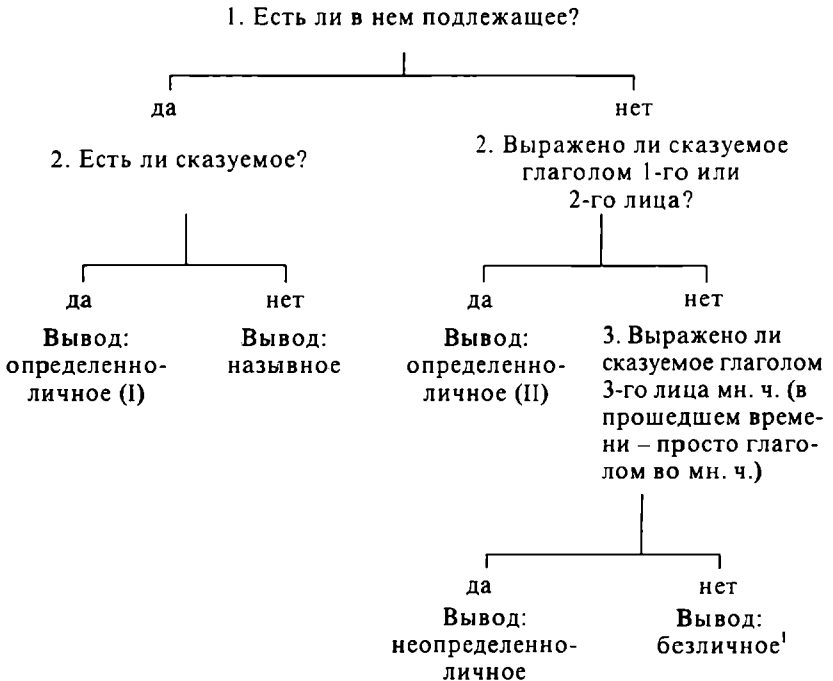 1. Есть ли в нем подлежащее?
да
нет
2. Есть ли сказуемое?
2. Выражено ли сказуемое
глаголом 1-го или
2-го лица?
да
нет
да
нет
Вывод:
определенно-
личное (I)
Вывод:
назывное
Вывод:
определенно-
личное (II)
3. Выражено ли
сказуемое глаголом
3-го лица мн. ч. (в
прошедшем време-
ни – просто глаго-
лом во мн. ч.)
да
нет
Вывод:
неопределенно-
личное
Вывод:
безличное¹